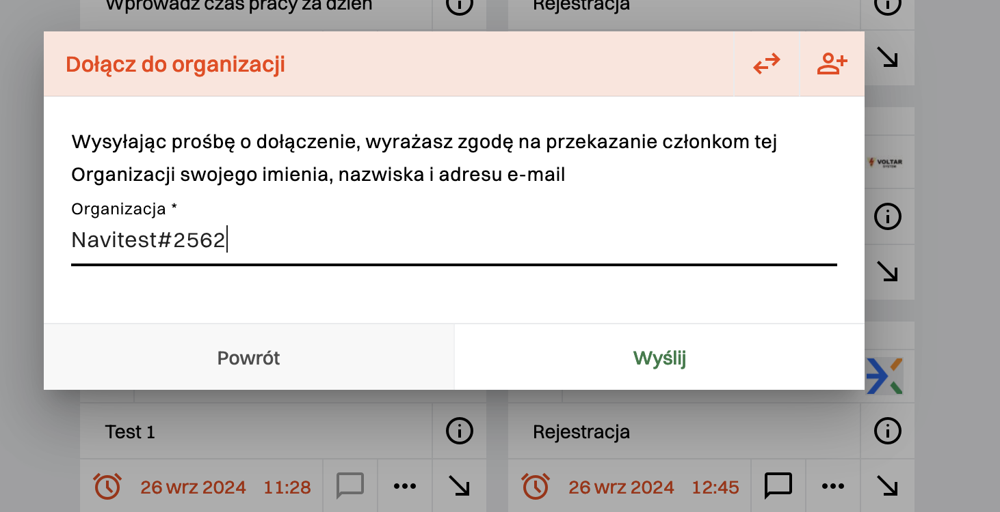 Wprowadź czas pracy za dzień
Rejestracja
Dołącz do organizacji
Wysyłając prośbę o dołączenie, wyrażasz zgodę na przekazanie członkom tej
Organizacji swojego imienia, nazwiska i adresu e-mail
Organizacja *
Navitest#2562
VOLTAR
SYSTEM
Powrót
Wyślij
Test 1
Rejestracja
26 wrz 2024 11:28
26 wrz 2024 12:45